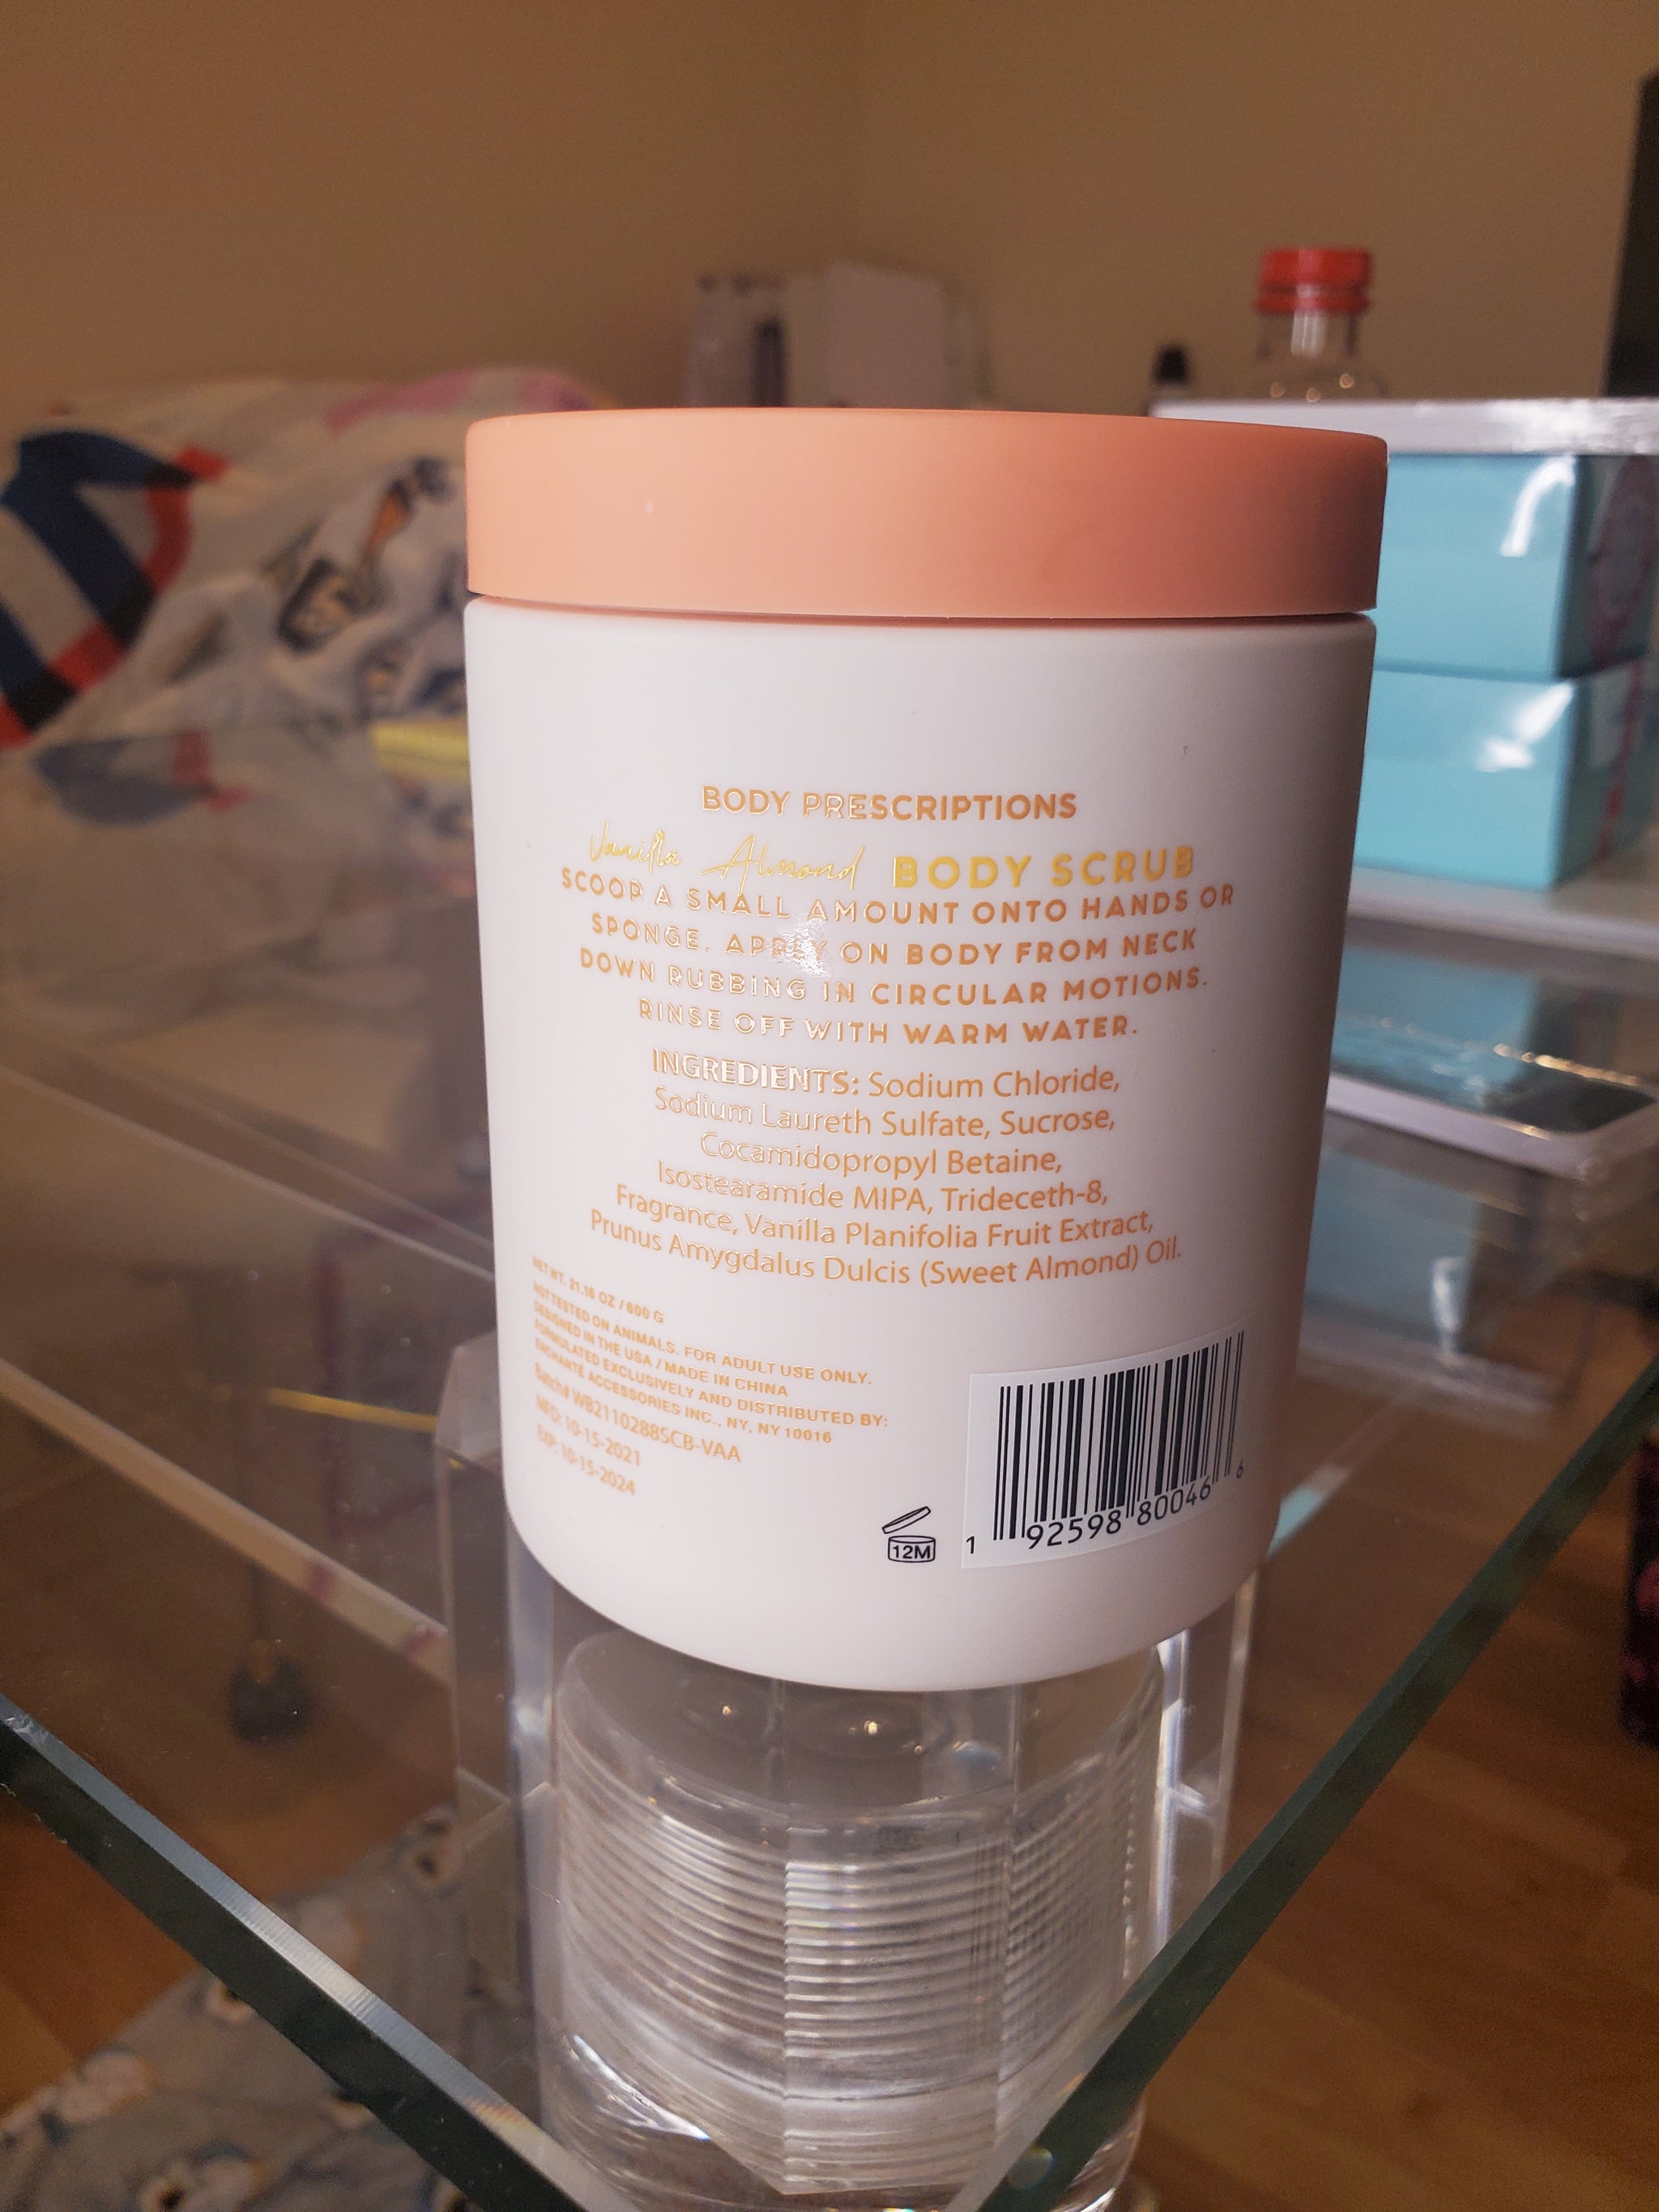 BODY PRESCRIPTIONS
Vanilla Almond BODY SCRUB
SCOOP A SMALL AMOUNT ONTO HANDS OR
SPONGE. APPLY ON BODY FROM NECK
DOWN RUBBING IN CIRCULAR MOTIONS.
RINSE OFF WITH WARM WATER.
INGREDIENTS: Sodium Chloride,
Sodium Laureth Sulfate, Sucrose,
Cocamidopropyl Betaine,
Isostearamide MIPA, Trideceth-8,
Fragrance, Vanilla Planifolia Fruit Extract,
Prunus Amygdalus Dulcis (Sweet Almond) Oil.
NET WT. 21.16 OZ / 600 G
NOT TESTED ON ANIMALS. FOR ADULT USE ONLY.
DESIGNED IN THE USA / MADE IN CHINA
FORMULATED EXCLUSIVELY AND DISTRIBUTED BY:
ENCHANTÉ ACCESSORIES INC., NY, NY 10016
Batch# WB2110288SCB-VAA
MFD: 10-15-2021
EXP: 10-15-2024
12M
1 92598 80046 6